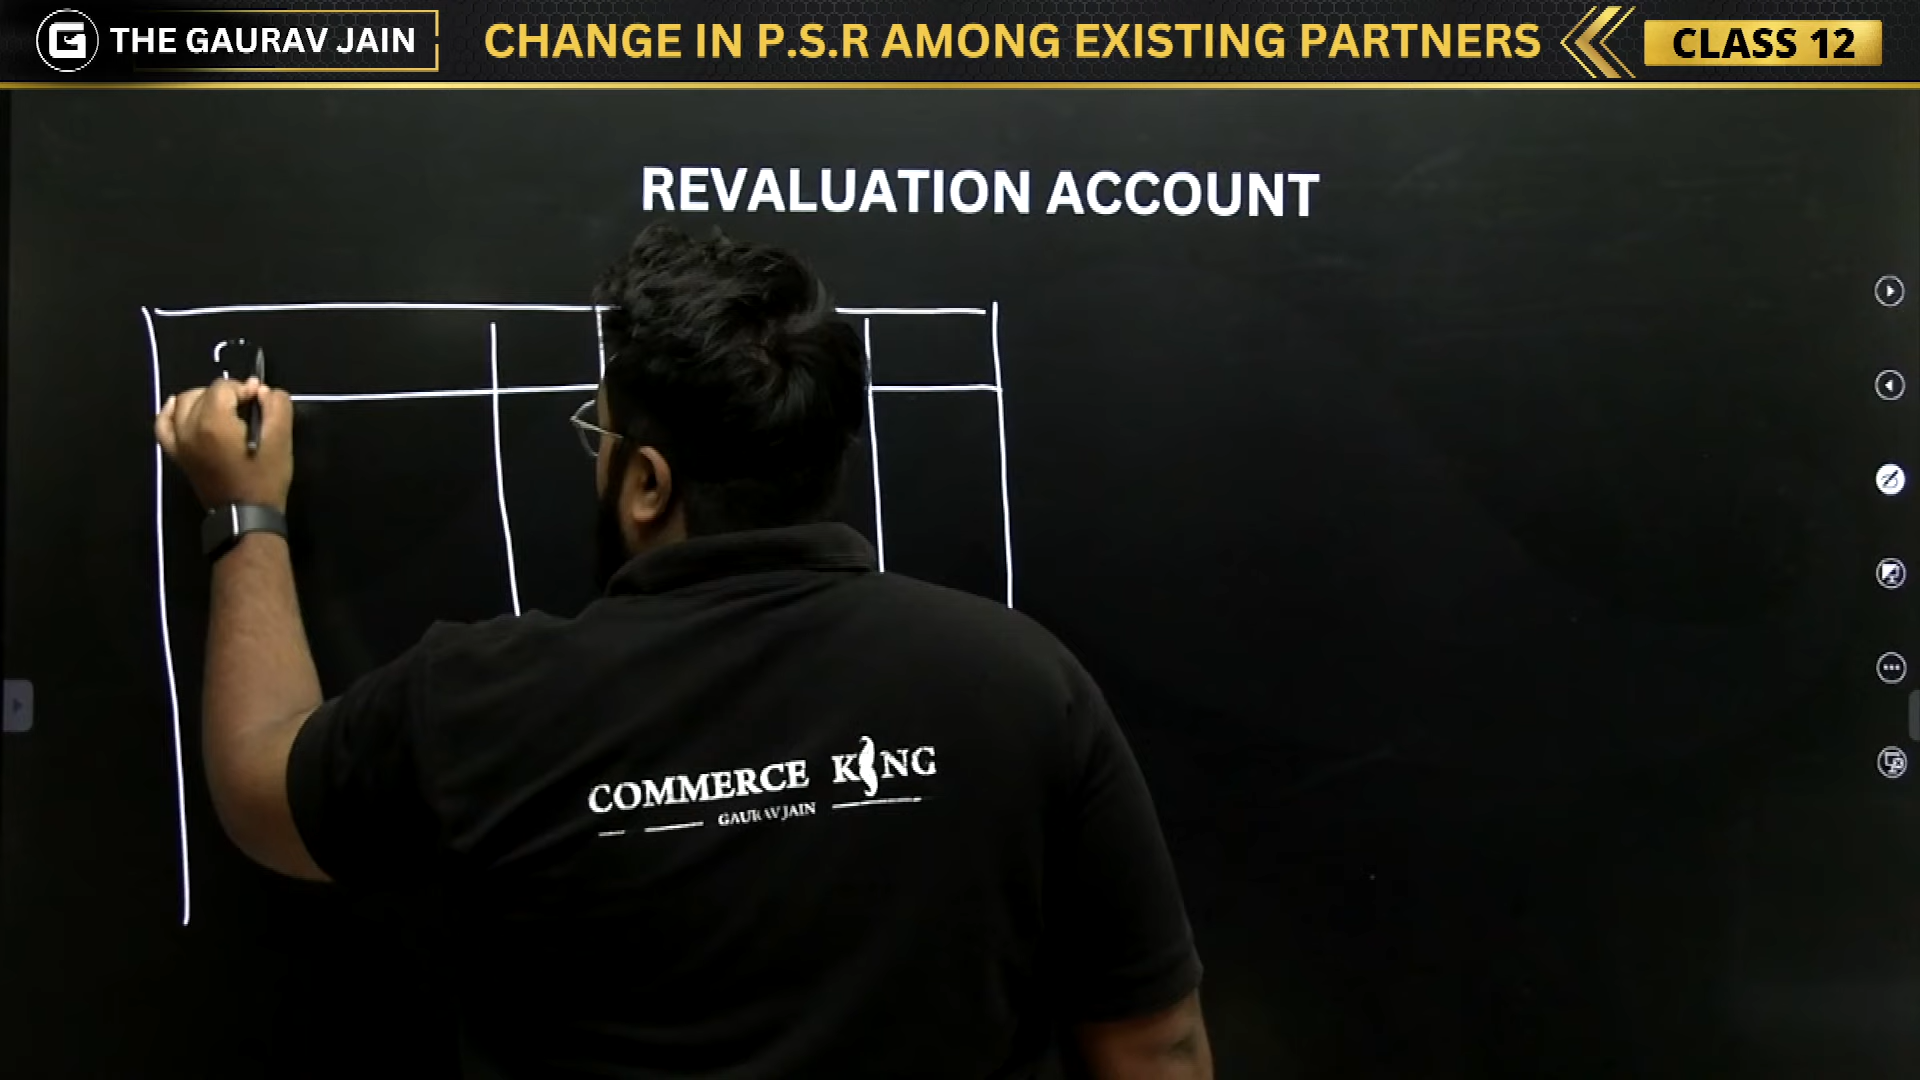 G THE GAURAV JAIN
CHANGE IN P.S.R AMONG EXISTING PARTNERS
CLASS 12
REVALUATION ACCOUNT
COMMERCE KING
GAURAV JAIN